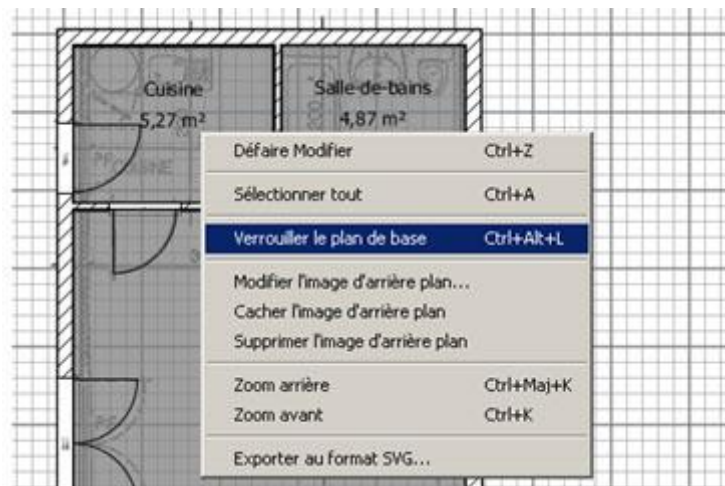 Cuisine
5,27 m²
Salle-de-bains
4,87 m²
CUISINE
Défaire Modifier Ctrl+Z
Sélectionner tout Ctrl+A
Verrouiller le plan de base Ctrl+Alt+L
Modifier l'image d'arrière plan...
Cacher l'image d'arrière plan
Supprimer l'image d'arrière plan
Zoom arrière Ctrl+Maj+K
Zoom avant Ctrl+K
Exporter au format SVG...